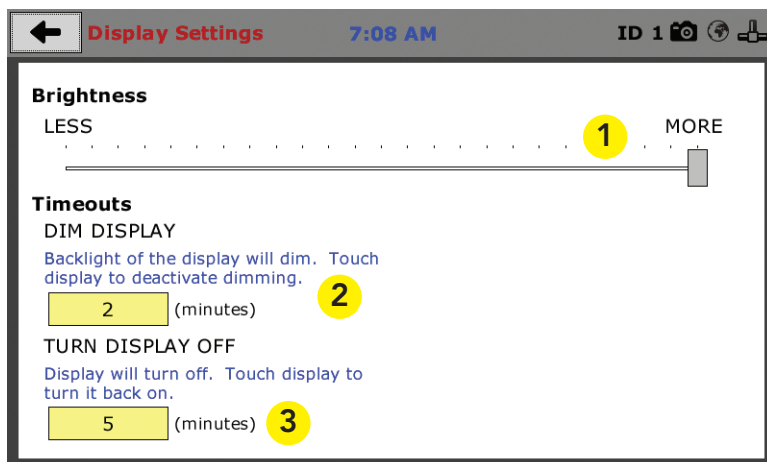 Display Settings 7:08 AM ID 1
Brightness
LESS MORE
1
Timeouts
DIM DISPLAY
Backlight of the display will dim. Touch
display to deactivate dimming.
2
2 (minutes)
TURN DISPLAY OFF
Display will turn off. Touch display to
turn it back on.
5 (minutes) 3